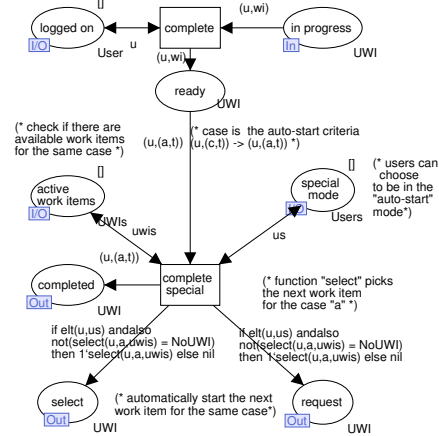 []
(u,wi)
logged on
complete
in progress
I/O
u
In
User
UWI
(u,wi)
ready
UWI
(* check if there are
available work items
for the same case *)
(* case is the auto-start criteria
(u,(c,t)) -> (u,(a,t)) *)
(u,(a,t))
[]
(* users can
choose
to be in the
"auto-start"
mode*)
[]
active
work items
I/O
UWIs
special
mode
I/O
Users
uwis
us
(u,(a,t))
completed
Out
UWI
complete
special
(* function "select" picks
the next work item
for the case "a" *)
if elt(u,us) andalso
not(select(u,a,uwis) = NoUWI)
then 1`select(u,a,uwis) else nil
if elt(u,us) andalso
not(select(u,a,uwis) = NoUWI)
then 1`select(u,a,uwis) else nil
select
Out
UWI
(* automatically start the next
work item for the same case*)
request
Out
UWI